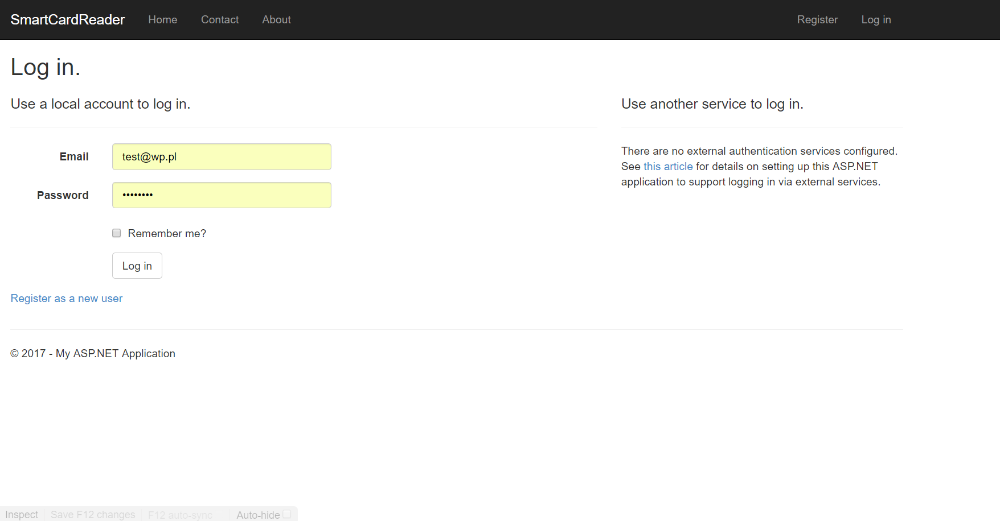 SmartCardReader Home Contact About Register Log in
Log in.
Use a local account to log in.
Email test@wp.pl
Password ••••••••
Remember me?
Log in
Register as a new user
Use another service to log in.
There are no external authentication services configured.
See this article for details on setting up this ASP.NET
application to support logging in via external services.
© 2017 - My ASP.NET Application
Inspect Save F12 changes F12 auto-sync Auto-hide